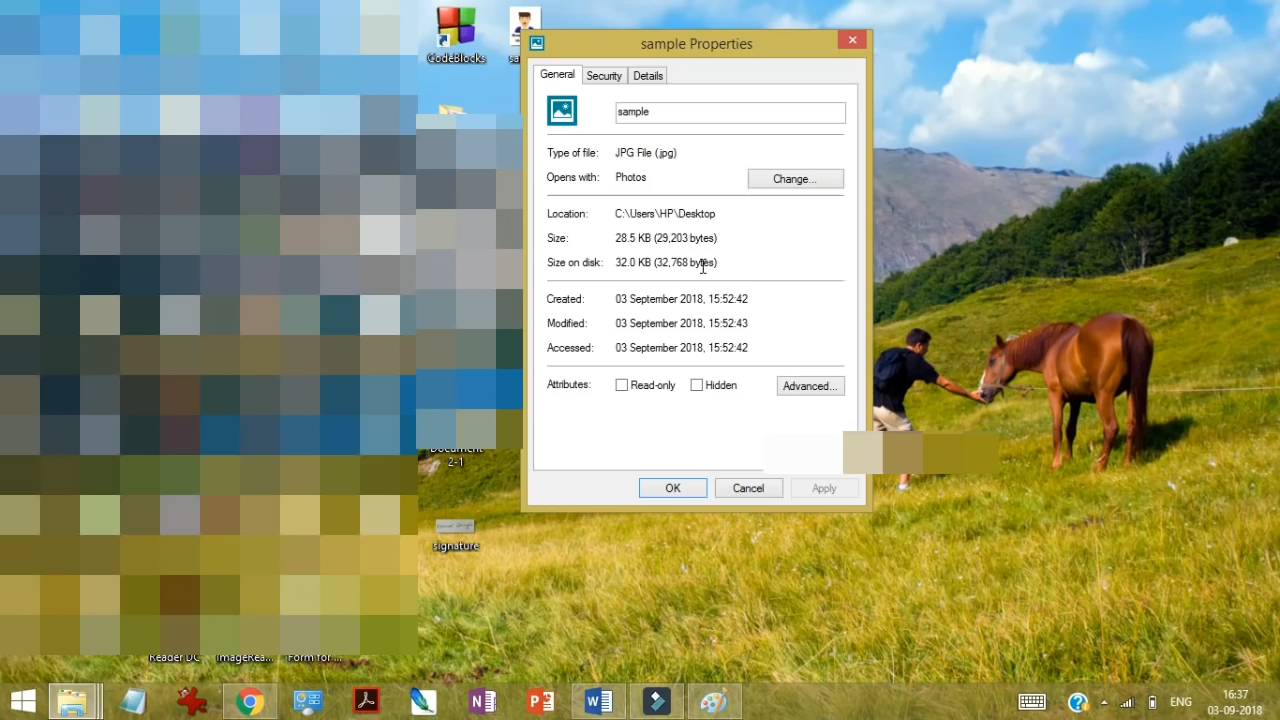 CodeBlocks
sample Properties
General
Security
Details
sample
Type of file: JPG File (.jpg)
Opens with: Photos
Change...
Location: C:\Users\HP\Desktop
Size: 28.5 KB (29,203 bytes)
Size on disk: 32.0 KB (32,768 bytes)
Created: 03 September 2018, 15:52:42
Modified: 03 September 2018, 15:52:43
Accessed: 03 September 2018, 15:52:42
Attributes: Read-only Hidden
Advanced...
Document
2-1
OK
Cancel
Apply
signature
Reader DC
ImageRea...
Form for ...
ENG
16:37
03-09-2018